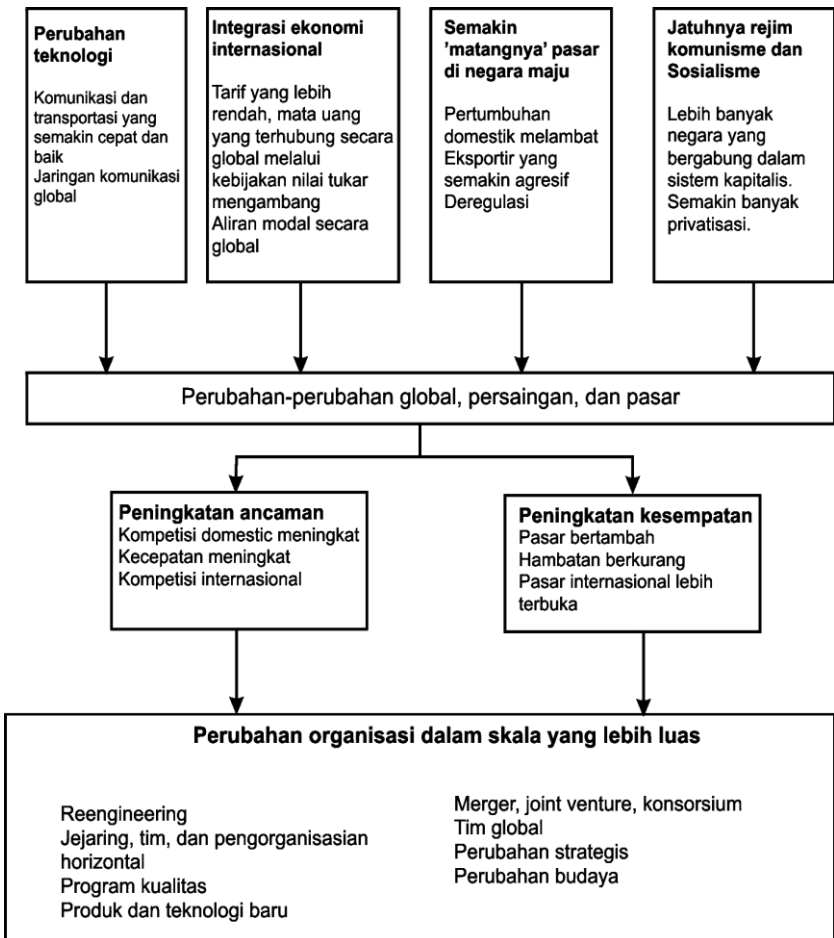 Perubahan
teknologi
Komunikasi dan
transportasi yang
semakin cepat dan
baik
Jaringan komunikasi
global
Integrasi ekonomi
internasional
Tarif yang lebih
rendah, mata uang
yang terhubung secara
global melalui
kebijakan nilai tukar
mengambang
Aliran modal secara
global
Semakin
’matangnya’ pasar
di negara maju
Pertumbuhan
domestik melambat
Eksportir yang
semakin agresif
Deregulasi
Jatuhnya rejim
komunisme dan
Sosialisme
Lebih banyak
negara yang
bergabung dalam
sistem kapitalis.
Semakin banyak
privatisasi.
Perubahan-perubahan global, persaingan, dan pasar
Peningkatan ancaman
Kompetisi domestic meningkat
Kecepatan meningkat
Kompetisi internasional
Peningkatan kesempatan
Pasar bertambah
Hambatan berkurang
Pasar internasional lebih
terbuka
Perubahan organisasi dalam skala yang lebih luas
Reengineering
Jejaring, tim, dan pengorganisasian
horizontal
Program kualitas
Produk dan teknologi baru
Merger, joint venture, konsorsium
Tim global
Perubahan strategis
Perubahan budaya